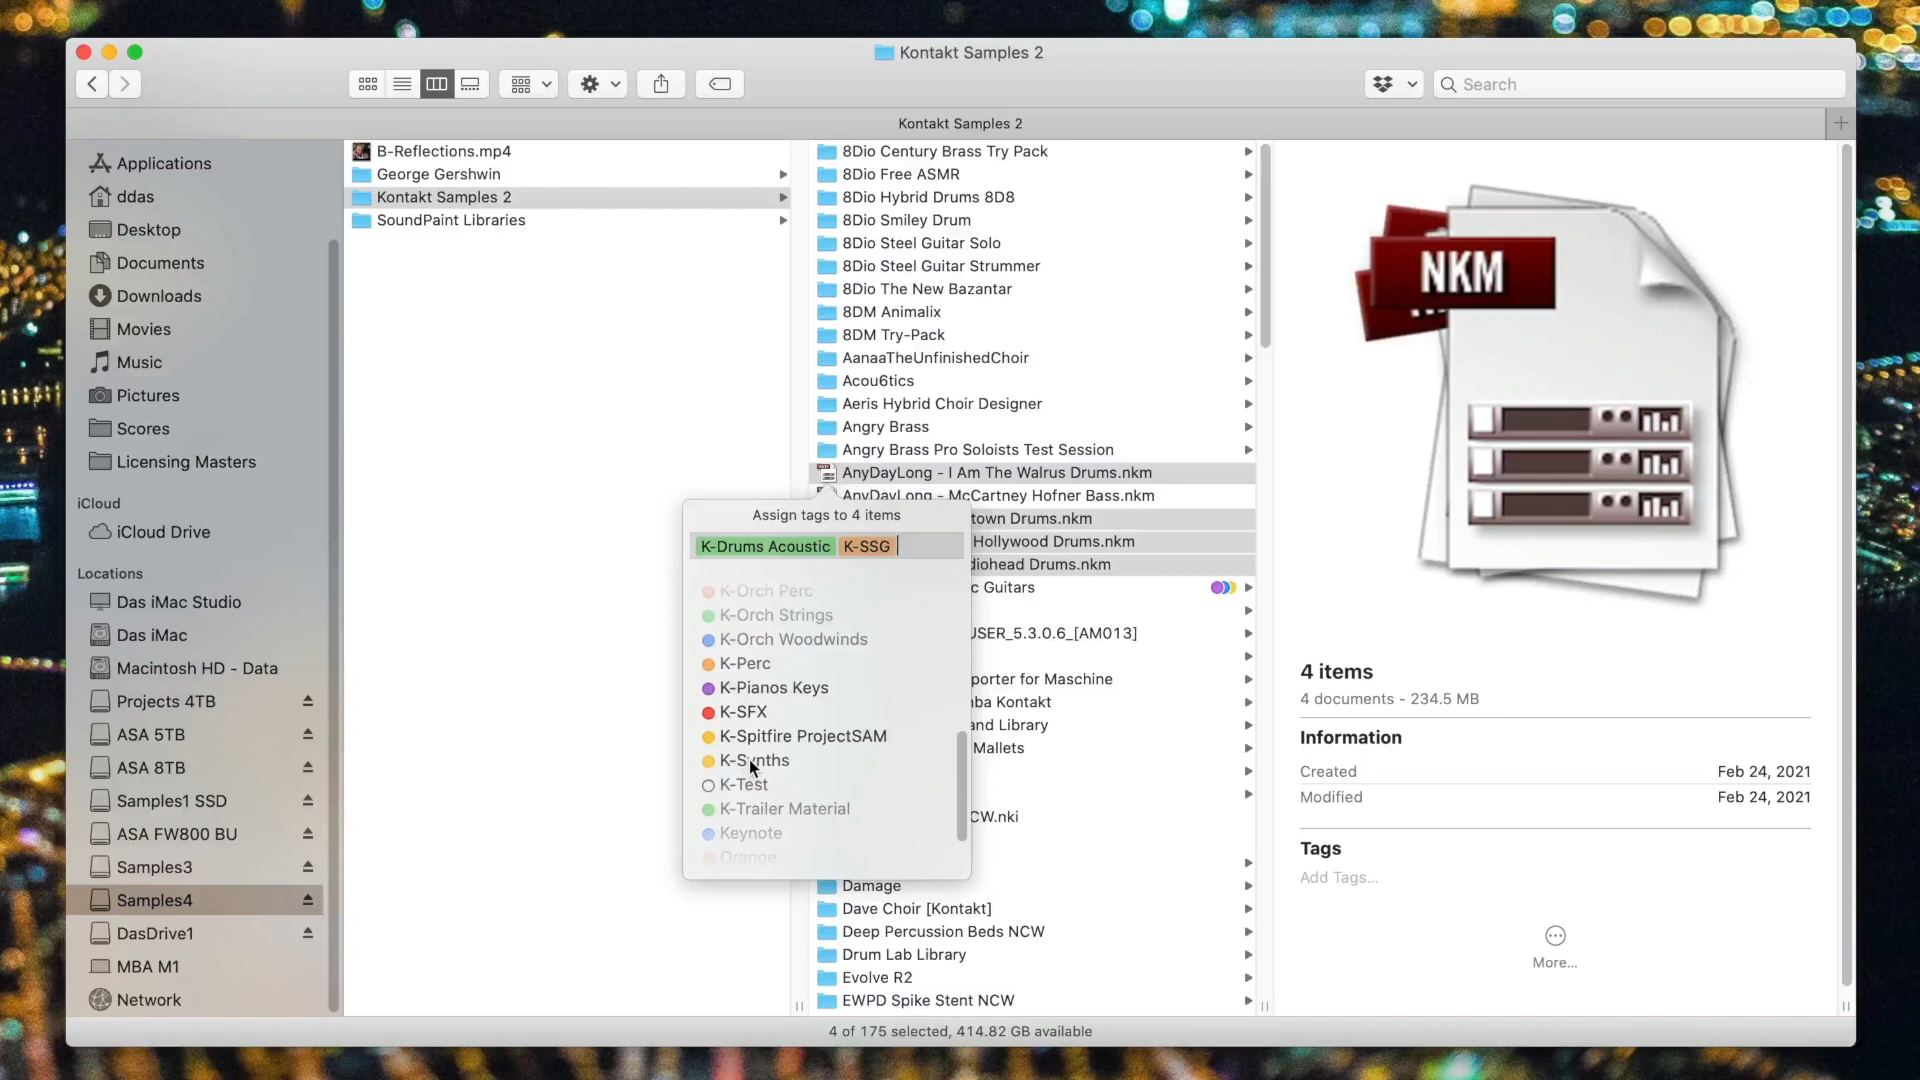 Kontakt Samples 2
Search
Kontakt Samples 2
Applications
ddas
Desktop
Documents
Downloads
Movies
Music
Pictures
Scores
Licensing Masters
iCloud
iCloud Drive
Locations
Das iMac Studio
Das iMac
Macintosh HD - Data
Projects 4TB
ASA 5TB
ASA 8TB
Samples1 SSD
ASA FW800 BU
Samples3
Samples4
DasDrive1
MBA M1
Network
B-Reflections.mp4
George Gershwin
Kontakt Samples 2
SoundPaint Libraries
8Dio Century Brass Try Pack
8Dio Free ASMR
8Dio Hybrid Drums 8D8
8Dio Smiley Drum
8Dio Steel Guitar Solo
8Dio Steel Guitar Strummer
8Dio The New Bazantar
8DM Animalix
8DM Try-Pack
AanaaTheUnfinishedChoir
Acou6tics
Aeris Hybrid Choir Designer
Angry Brass
Angry Brass Pro Soloists Test Session
AnyDayLong - I Am The Walrus Drums.nkm
AnyDayLong - McCartney Hofner Bass.nkm
town Drums.nkm
Hollywood Drums.nkm
diohead Drums.nkm
c Guitars
USER_5.3.0.6_[AM013]
porter for Maschine
ba Kontakt
and Library
Mallets
CW.nki
Damage
Dave Choir [Kontakt]
Deep Percussion Beds NCW
Drum Lab Library
Evolve R2
EWPD Spike Stent NCW
Assign tags to 4 items
K-Drums Acoustic K-SSG
K-Orch Perc
K-Orch Strings
K-Orch Woodwinds
K-Perc
K-Pianos Keys
K-SFX
K-Spitfire ProjectSAM
K-Synths
K-Test
K-Trailer Material
Keynote
Orange
NKM
4 items
4 documents - 234.5 MB
Information
Created Feb 24, 2021
Modified Feb 24, 2021
Tags
Add Tags...
More...
4 of 175 selected, 414.82 GB available